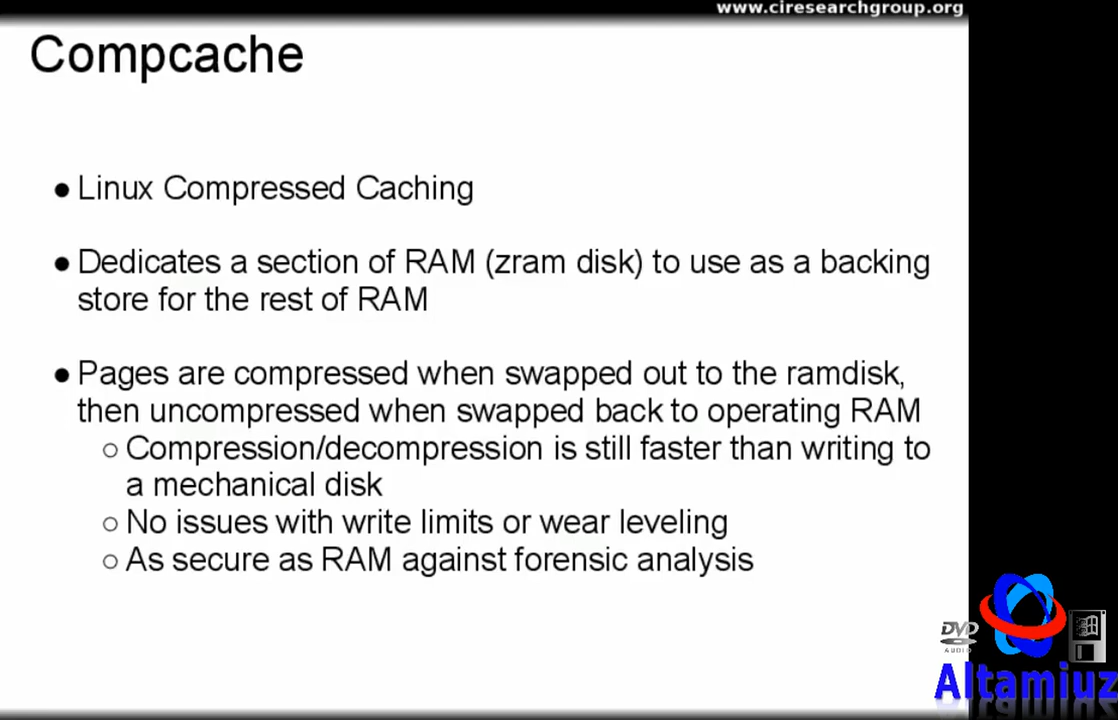 www.ciresearchgroup.org
Compcache
● Linux Compressed Caching
● Dedicates a section of RAM (zram disk) to use as a backing
store for the rest of RAM
● Pages are compressed when swapped out to the ramdisk,
then uncompressed when swapped back to operating RAM
○ Compression/decompression is still faster than writing to
a mechanical disk
○ No issues with write limits or wear leveling
○ As secure as RAM against forensic analysis
DVD
AUDIO
Altamiuz